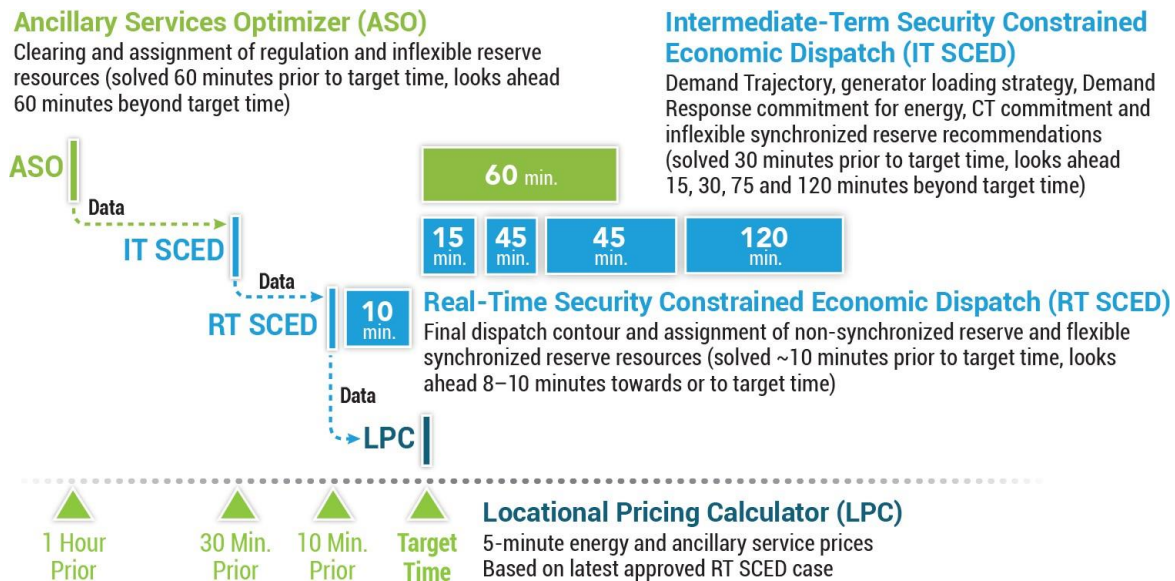 Ancillary Services Optimizer (ASO)
Clearing and assignment of regulation and inflexible reserve
resources (solved 60 minutes prior to target time, looks ahead
60 minutes beyond target time)
Intermediate-Term Security Constrained
Economic Dispatch (IT SCED)
Demand Trajectory, generator loading strategy, Demand
Response commitment for energy, CT commitment and
inflexible synchronized reserve recommendations
(solved 30 minutes prior to target time, looks ahead
15, 30, 75 and 120 minutes beyond target time)
ASO
60 min.
Data
IT SCED
15 min.
45 min.
45 min.
120 min.
Data
RT SCED
10 min.
Real-Time Security Constrained Economic Dispatch (RT SCED)
Final dispatch contour and assignment of non-synchronized reserve and flexible
synchronized reserve resources (solved ~10 minutes prior to target time, looks
ahead 8–10 minutes towards or to target time)
Data
LPC
1 Hour
Prior
30 Min.
Prior
10 Min.
Prior
Target
Time
Locational Pricing Calculator (LPC)
5-minute energy and ancillary service prices
Based on latest approved RT SCED case